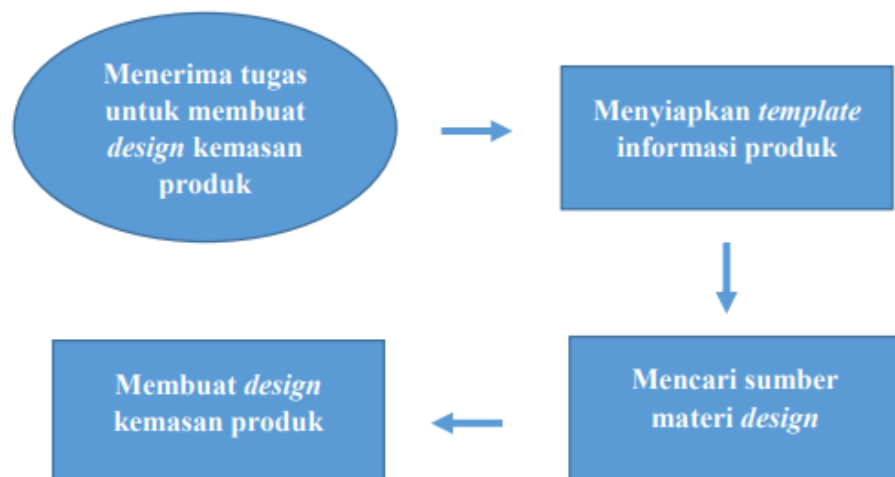 Menerima tugas
untuk membuat
design kemasan
produk
Menyiapkan template
informasi produk
Mencari sumber
materi design
Membuat design
kemasan produk